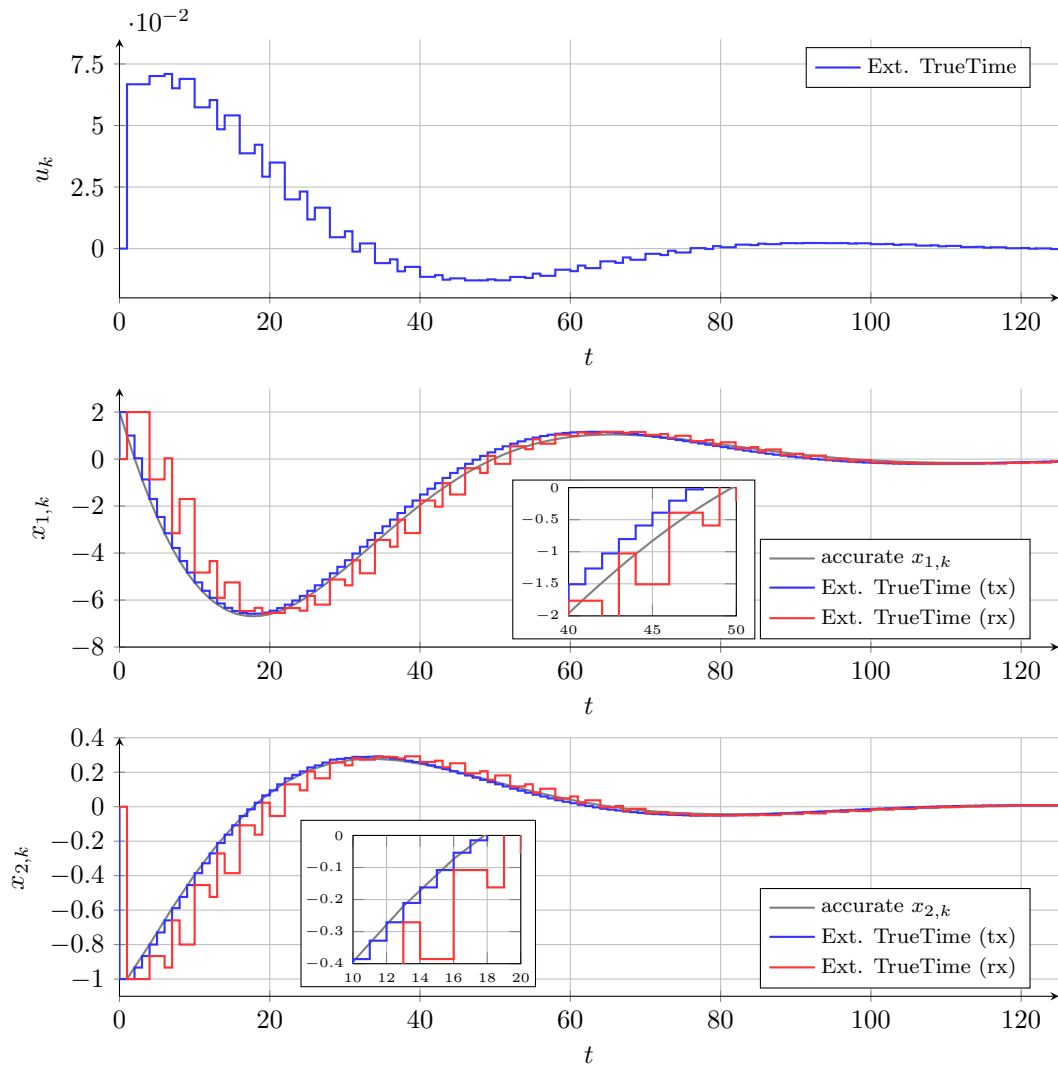 ·10⁻²
7.5
5
2.5
0
u_k
Ext. TrueTime
0 20 40 60 80 100 120
t
2
0
−2
−4
−6
−8
x_{1,k}
0
−0.5
−1
−1.5
−2
40 45 50
accurate x_{1,k}
Ext. TrueTime (tx)
Ext. TrueTime (rx)
0 20 40 60 80 100 120
t
0.4
0.2
0
−0.2
−0.4
−0.6
−0.8
−1
x_{2,k}
0
−0.1
−0.2
−0.3
−0.4
10 12 14 16 18 20
accurate x_{2,k}
Ext. TrueTime (tx)
Ext. TrueTime (rx)
0 20 40 60 80 100 120
t